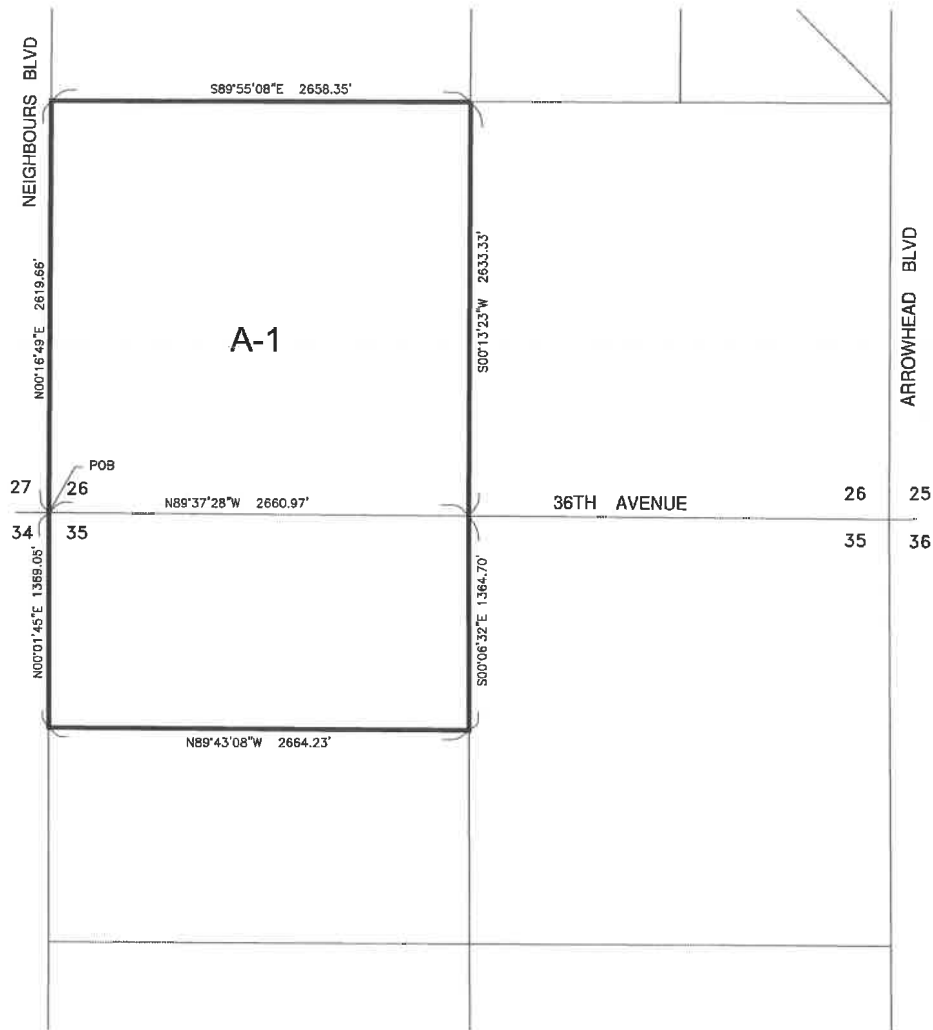 NEIGHBOURS BLVD
S89°55'08"E 2658.35'
N00°16'49"E 2619.66'
S00°13'23"W 2633.33'
ARROWHEAD BLVD
A-1
POB
27 26
N89°37'28"W 2660.97'
36TH AVENUE
26 25
34 35
35 36
N00°01'45"E 1369.05'
S00°06'32"E 1364.70'
N89°43'08"W 2664.23'